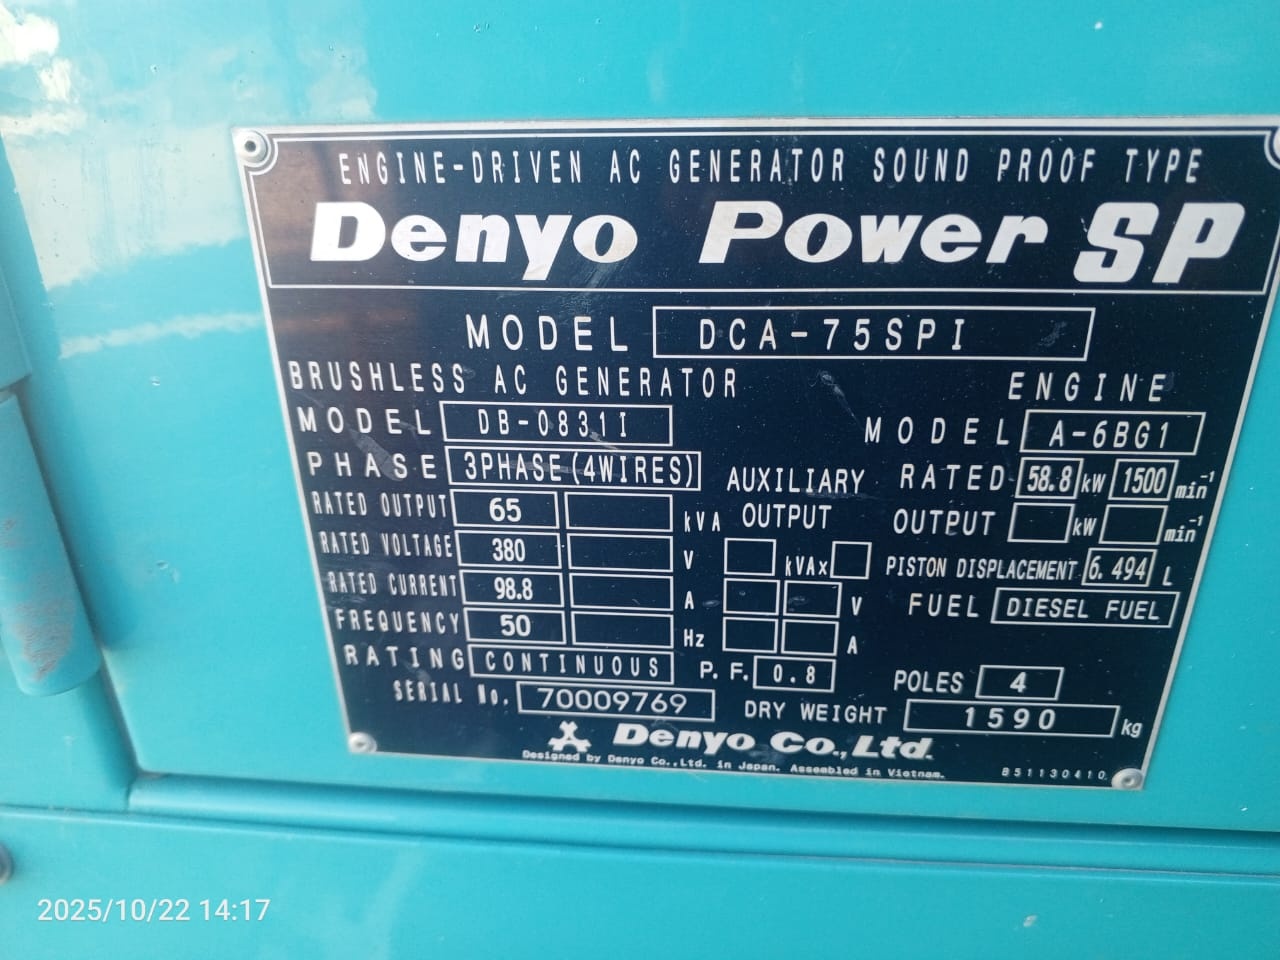 ENGINE-DRIVEN AC GENERATOR SOUND PROOF TYPE
Denyo Power SP
MODEL DCA-75SPI
BRUSHLESS AC GENERATOR
MODEL DB-0831I
PHASE 3PHASE(4WIRES)
RATED OUTPUT 65 kVA
RATED VOLTAGE 380 V
RATED CURRENT 98.8 A
FREQUENCY 50 Hz
RATING CONTINUOUS P.F. 0.8
SERIAL No. 70009769
AUXILIARY
OUTPUT
kVAx
V
A
ENGINE
MODEL A-6BG1
RATED 58.8 kW 1500 min⁻¹
OUTPUT kW min⁻¹
PISTON DISPLACEMENT 6.494 L
FUEL DIESEL FUEL
POLES 4
DRY WEIGHT 1590 kg
Denyo Co., Ltd.
Designed by Denyo Co.,Ltd. in Japan. Assembled in Vietnam.
851130410
2025/10/22 14:17